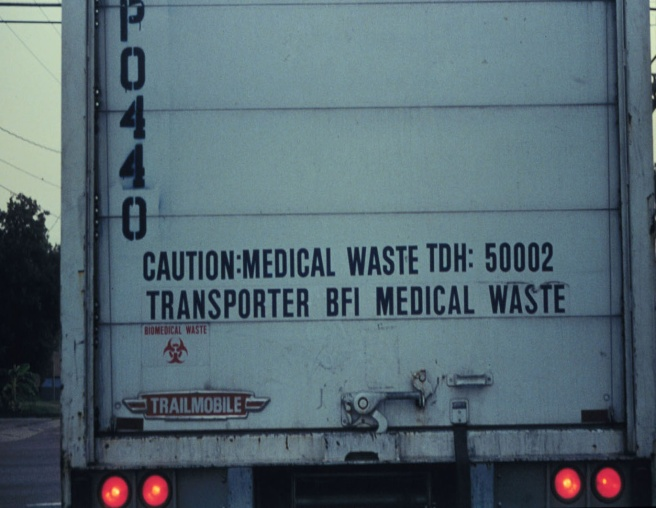 P0440
CAUTION:MEDICAL WASTE TDH: 50002
TRANSPORTER BFI MEDICAL WASTE
BIOMEDICAL WASTE
TRAILMOBILE